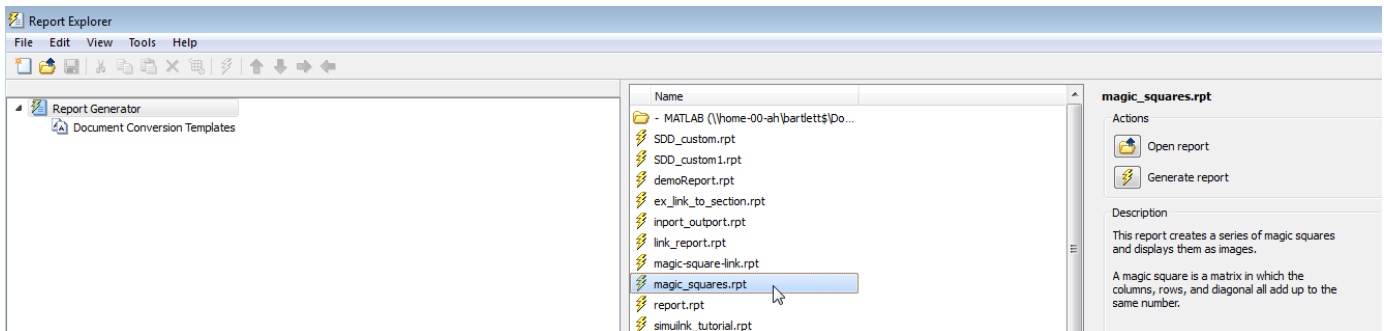 Report Explorer
File Edit View Tools Help
Report Generator
Document Conversion Templates
Name
- MATLAB (\\home-00-ah\bartlett$\Do...
SDD_custom.rpt
SDD_custom1.rpt
demoReport.rpt
ex_link_to_section.rpt
inport_outport.rpt
link_report.rpt
magic-square-link.rpt
magic_squares.rpt
report.rpt
simulnk_tutorial.rpt
magic_squares.rpt
Actions
Open report
Generate report
Description
This report creates a series of magic squares
and displays them as images.
A magic square is a matrix in which the
columns, rows, and diagonal all add up to the
same number.